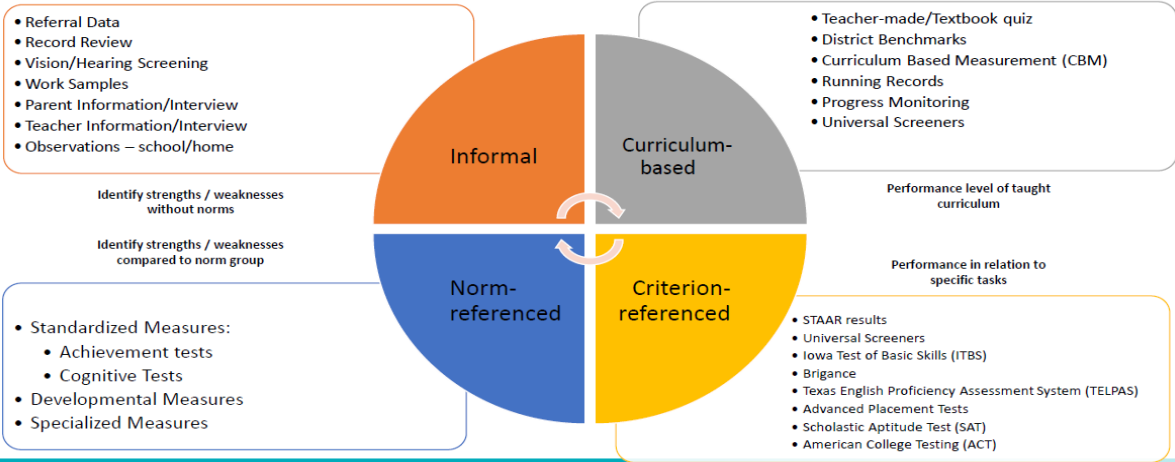 • Referral Data
• Record Review
• Vision/Hearing Screening
• Work Samples
• Parent Information/Interview
• Teacher Information/Interview
• Observations – school/home
• Teacher-made/Textbook quiz
• District Benchmarks
• Curriculum Based Measurement (CBM)
• Running Records
• Progress Monitoring
• Universal Screeners
Informal
Curriculum-
based
Identify strengths / weaknesses
without norms
Performance level of taught
curriculum
Identify strengths / weaknesses
compared to norm group
Performance in relation to
specific tasks
Norm-
referenced
Criterion-
referenced
• Standardized Measures:
• Achievement tests
• Cognitive Tests
• Developmental Measures
• Specialized Measures
• STAAR results
• Universal Screeners
• Iowa Test of Basic Skills (ITBS)
• Brigance
• Texas English Proficiency Assessment System (TELPAS)
• Advanced Placement Tests
• Scholastic Aptitude Test (SAT)
• American College Testing (ACT)